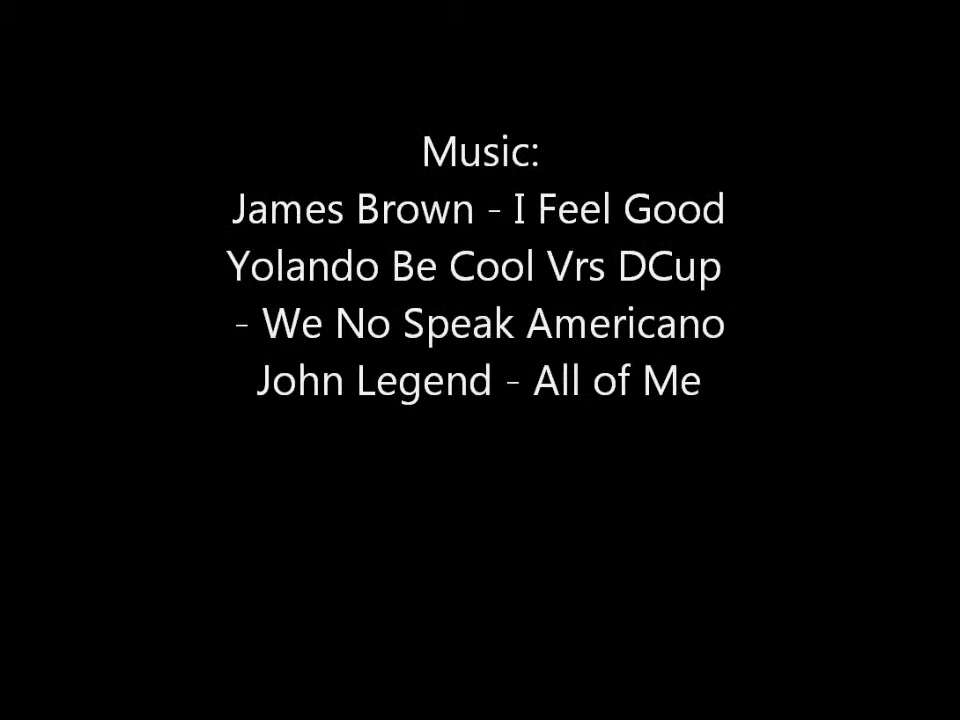 Music:
James Brown - I Feel Good
Yolando Be Cool Vrs DCup
- We No Speak Americano
John Legend - All of Me